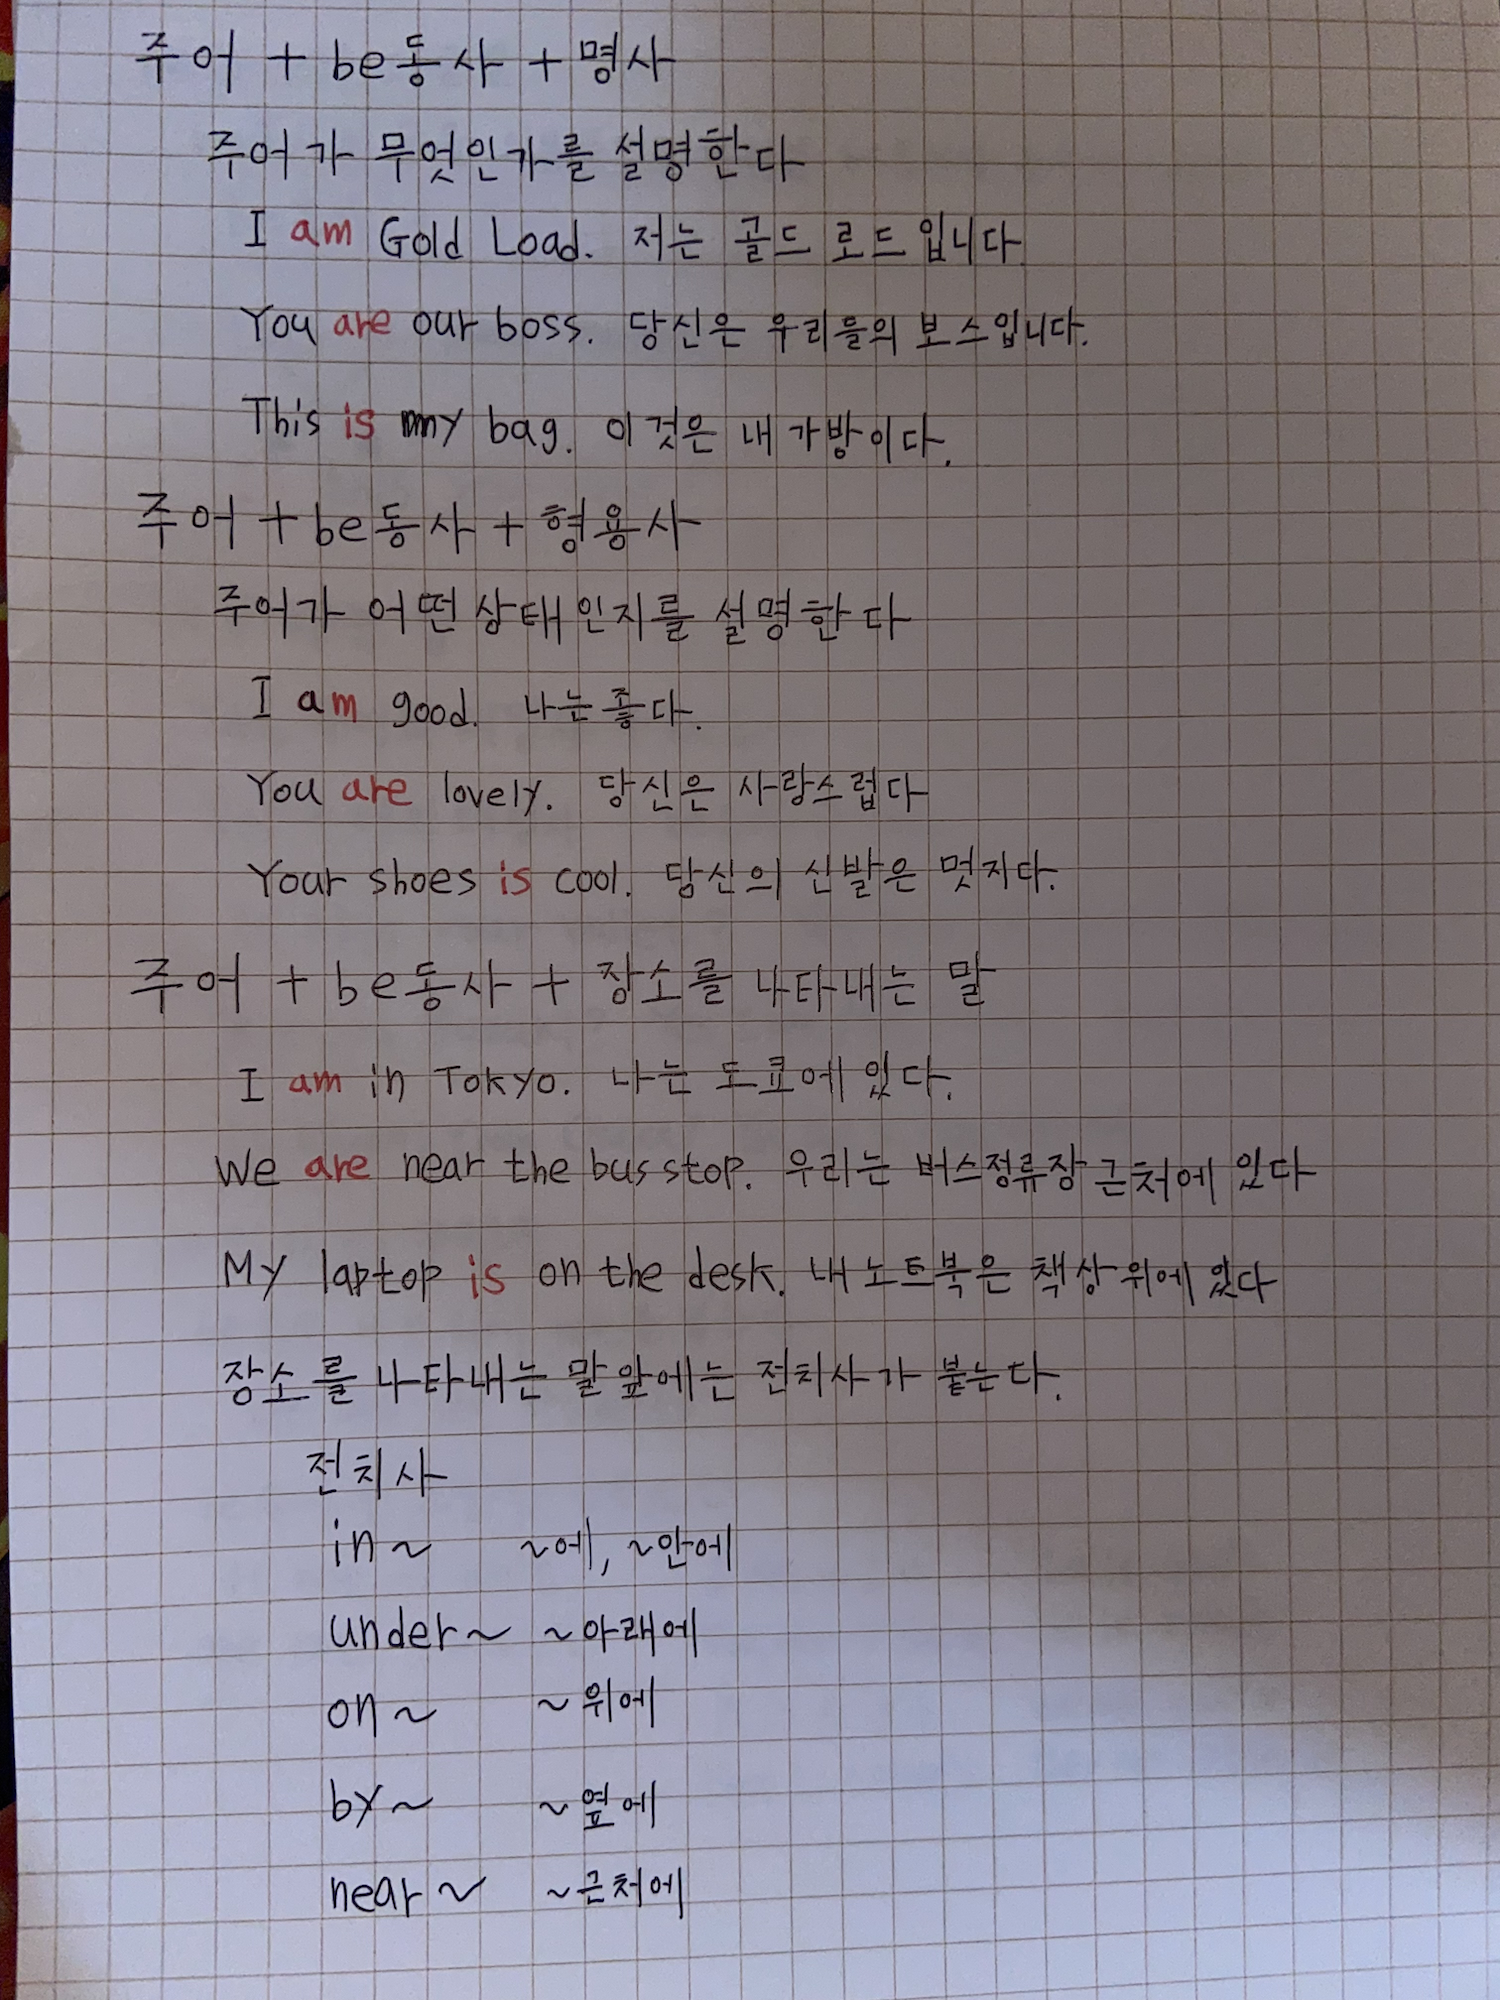 주어 + be동사 + 명사
주어가 무엇인가를 설명한다
I am Gold Load. 저는 골드로드입니다.
You are our boss. 당신은 우리들의 보스입니다.
This is my bag. 이것은 내 가방이다.
주어 + be동사 + 형용사
주어가 어떤 상태인지를 설명한다
I am good. 나는 좋다.
You are lovely. 당신은 사랑스럽다
Your shoes is cool. 당신의 신발은 멋지다.
주어 + be동사 + 장소를 나타내는 말
I am in Tokyo. 나는 도쿄에 있다.
We are near the bus stop. 우리는 버스정류장 근처에 있다
My laptop is on the desk. 내 노트북은 책상 위에 있다
장소를 나타내는 말 앞에는 전치사가 붙는다.
전치사
in ~ ~에, ~안에
under ~ ~아래에
on ~ ~위에
by ~ ~옆에
near ~ ~근처에